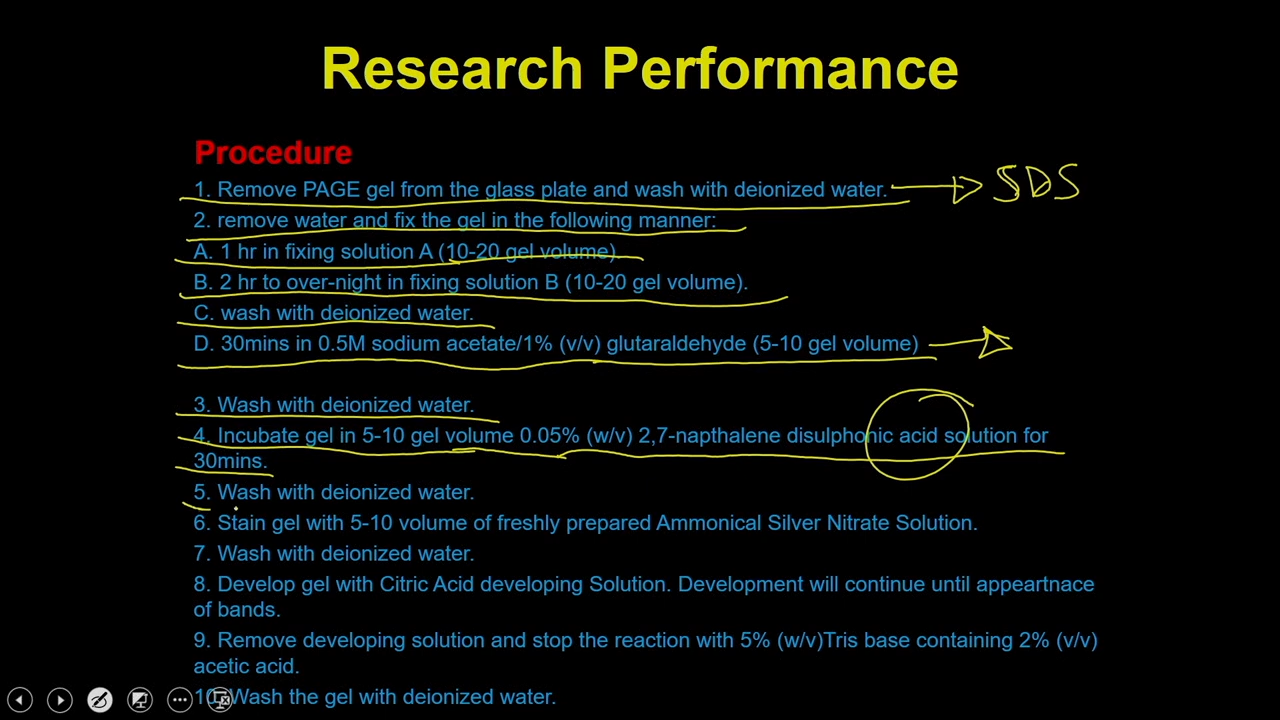 Research Performance
Procedure
1. Remove PAGE gel from the glass plate and wash with deionized water. SDS
2. remove water and fix the gel in the following manner:
A. 1 hr in fixing solution A (10-20 gel volume).
B. 2 hr to over-night in fixing solution B (10-20 gel volume).
C. wash with deionized water.
D. 30mins in 0.5M sodium acetate/1% (v/v) glutaraldehyde (5-10 gel volume)
3. Wash with deionized water.
4. Incubate gel in 5-10 gel volume 0.05% (w/v) 2,7-napthalene disulphonic acid solution for
30mins.
5. Wash with deionized water.
6. Stain gel with 5-10 volume of freshly prepared Ammonical Silver Nitrate Solution.
7. Wash with deionized water.
8. Develop gel with Citric Acid developing Solution. Development will continue until appeartnace
of bands.
9. Remove developing solution and stop the reaction with 5% (w/v)Tris base containing 2% (v/v)
acetic acid.
10. Wash the gel with deionized water.